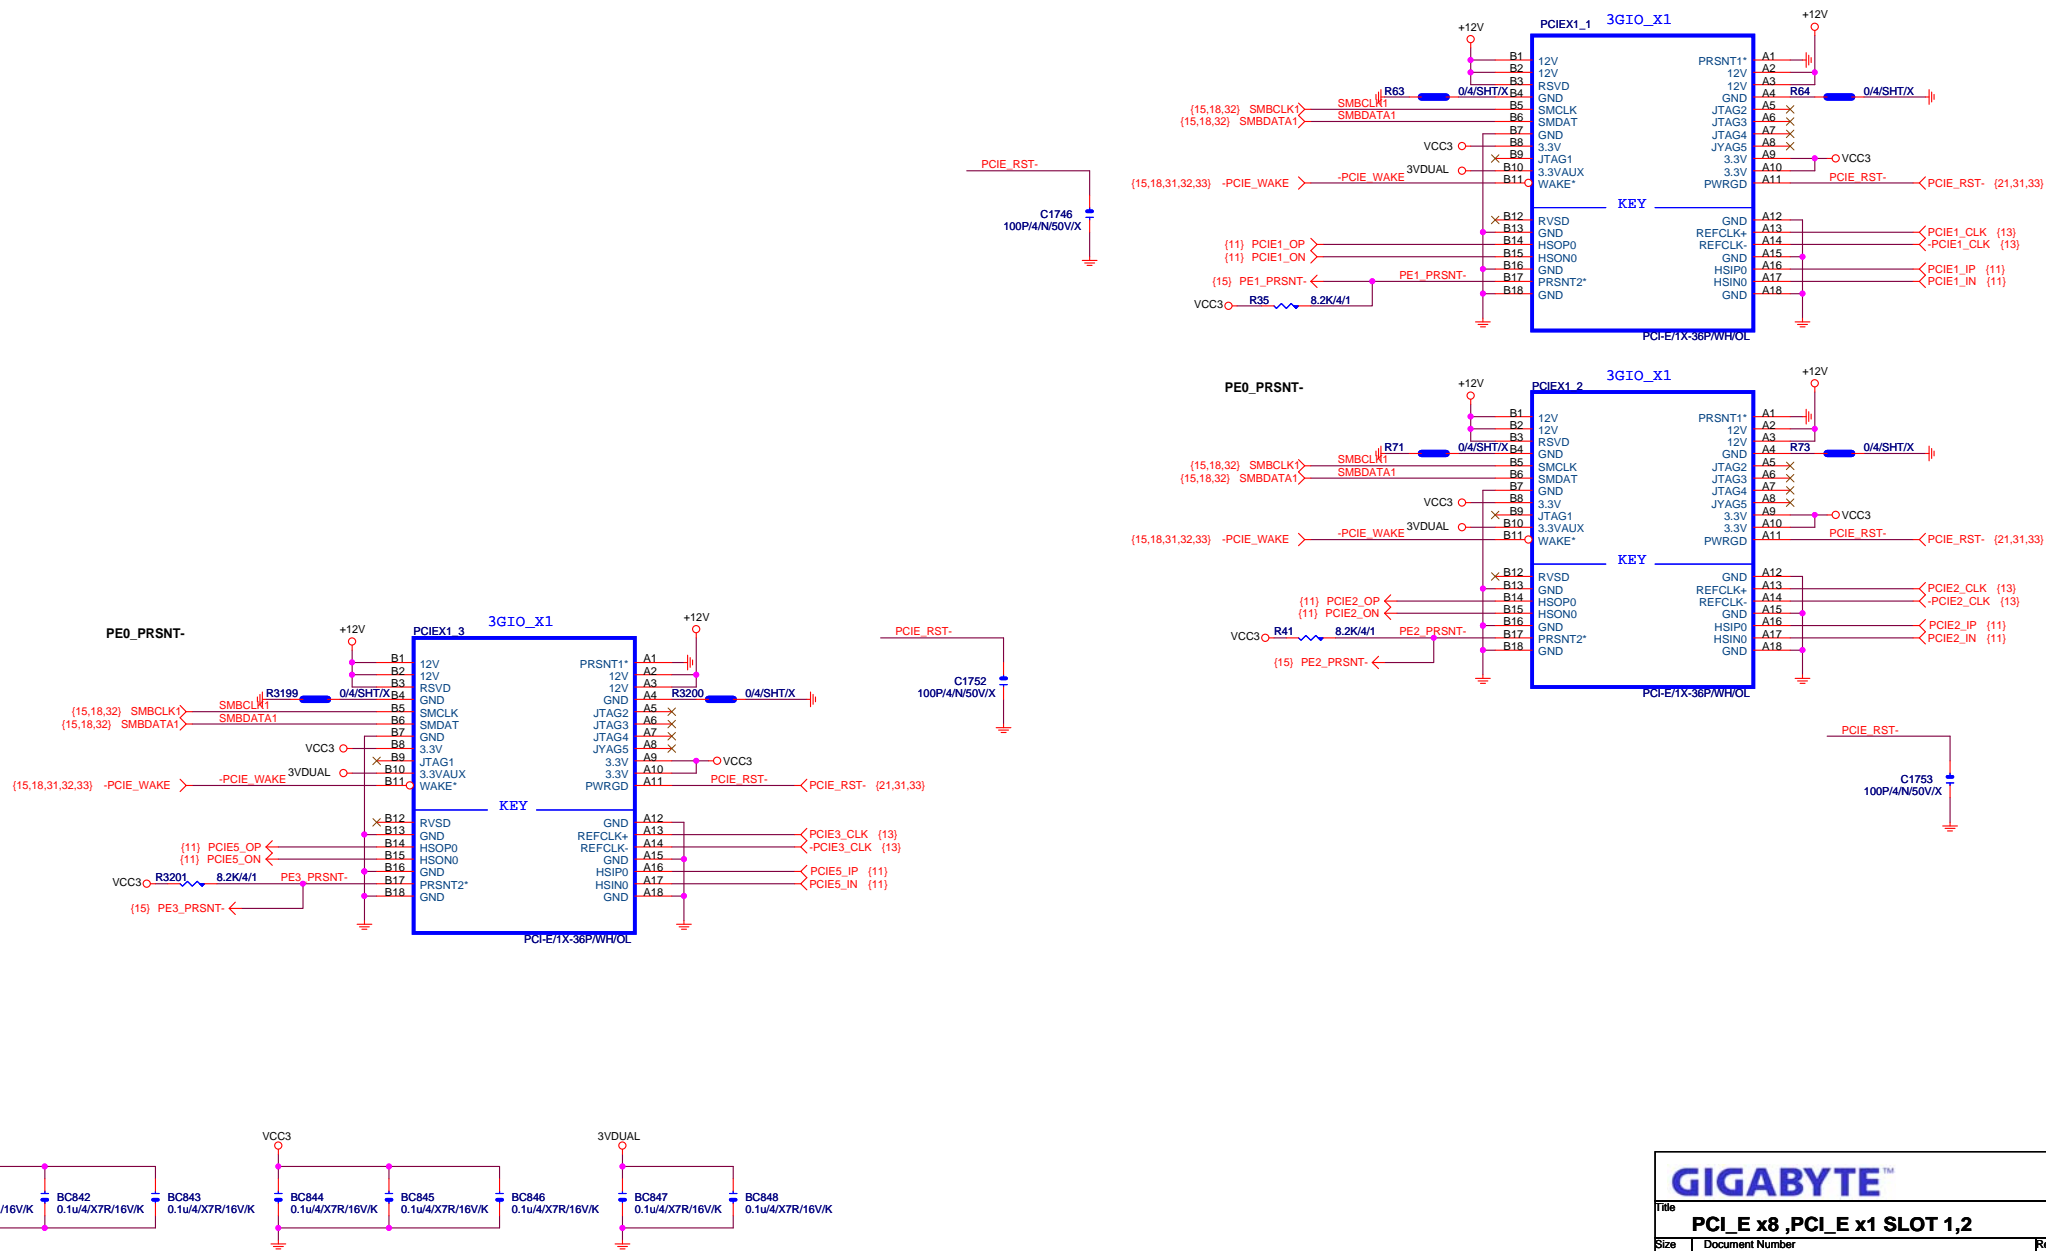 PCIEX1_1 3GIO_X1
+12V +12V
B1 12V PRSNT1* A1
B2 12V 12V A2
B3 RSVD 12V A3
R63 0/4/SHT/X B4 GND GND A4 R64 0/4/SHT/X
{15,18,32} SMBCLK1 SMBCLK1 B5 SMCLK JTAG2 A5
{15,18,32} SMBDATA1 SMBDATA1 B6 SMDAT JTAG3 A6
B7 GND JTAG4 A7
VCC3 B8 3.3V JYAG5 A8
B9 JTAG1 3.3V A9 VCC3
3VDUAL B10 3.3VAUX 3.3V A10
{15,18,31,32,33} -PCIE_WAKE -PCIE_WAKE B11 WAKE* PWRGD A11 PCIE_RST- PCIE_RST- {21,31,33}
KEY
B12 RVSD GND A12
B13 GND REFCLK+ A13 PCIE1_CLK {13}
{11} PCIE1_OP B14 HSOP0 REFCLK- A14 -PCIE1_CLK {13}
{11} PCIE1_ON B15 HSON0 GND A15
B16 GND HSIP0 A16 PCIE1_IP {11}
{15} PE1_PRSNT- PE1_PRSNT- B17 PRSNT2* HSIN0 A17 PCIE1_IN {11}
B18 GND GND A18
VCC3 R35 8.2K/4/1
PCI-E/1X-36P/WH/OL
PCIE_RST-
C1746
100P/4/N/50V/X
PE0_PRSNT-
PCIEX1_2 3GIO_X1
+12V +12V
B1 12V PRSNT1* A1
B2 12V 12V A2
B3 RSVD 12V A3
R71 0/4/SHT/X B4 GND GND A4 R73 0/4/SHT/X
{15,18,32} SMBCLK1 SMBCLK1 B5 SMCLK JTAG2 A5
{15,18,32} SMBDATA1 SMBDATA1 B6 SMDAT JTAG3 A6
B7 GND JTAG4 A7
VCC3 B8 3.3V JYAG5 A8
B9 JTAG1 3.3V A9 VCC3
3VDUAL B10 3.3VAUX 3.3V A10
{15,18,31,32,33} -PCIE_WAKE -PCIE_WAKE B11 WAKE* PWRGD A11 PCIE_RST- PCIE_RST- {21,31,33}
KEY
B12 RVSD GND A12
B13 GND REFCLK+ A13 PCIE2_CLK {13}
{11} PCIE2_OP B14 HSOP0 REFCLK- A14 -PCIE2_CLK {13}
{11} PCIE2_ON B15 HSON0 GND A15
B16 GND HSIP0 A16 PCIE2_IP {11}
VCC3 R41 8.2K/4/1 PE2_PRSNT- B17 PRSNT2* HSIN0 A17 PCIE2_IN {11}
B18 GND GND A18
{15} PE2_PRSNT-
PCI-E/1X-36P/WH/OL
PCIE_RST-
C1753
100P/4/N/50V/X
PE0_PRSNT-
PCIEX1_3 3GIO_X1
+12V +12V
B1 12V PRSNT1* A1
B2 12V 12V A2
B3 RSVD 12V A3
R3199 0/4/SHT/X B4 GND GND A4 R3200 0/4/SHT/X
{15,18,32} SMBCLK1 SMBCLK1 B5 SMCLK JTAG2 A5
{15,18,32} SMBDATA1 SMBDATA1 B6 SMDAT JTAG3 A6
B7 GND JTAG4 A7
VCC3 B8 3.3V JYAG5 A8
B9 JTAG1 3.3V A9 VCC3
3VDUAL B10 3.3VAUX 3.3V A10
{15,18,31,32,33} -PCIE_WAKE -PCIE_WAKE B11 WAKE* PWRGD A11 PCIE_RST- PCIE_RST- {21,31,33}
KEY
B12 RVSD GND A12
B13 GND REFCLK+ A13 PCIE3_CLK {13}
{11} PCIE5_OP B14 HSOP0 REFCLK- A14 -PCIE3_CLK {13}
{11} PCIE5_ON B15 HSON0 GND A15
B16 GND HSIP0 A16 PCIE5_IP {11}
VCC3 R3201 8.2K/4/1 PE3_PRSNT- B17 PRSNT2* HSIN0 A17 PCIE5_IN {11}
B18 GND GND A18
{15} PE3_PRSNT-
PCI-E/1X-36P/WH/OL
PCIE_RST-
C1752
100P/4/N/50V/X
VCC3 3VDUAL
BC842 BC843 BC844 BC845 BC846 BC847 BC848
/16V/K 0.1u/4/X7R/16V/K 0.1u/4/X7R/16V/K 0.1u/4/X7R/16V/K 0.1u/4/X7R/16V/K 0.1u/4/X7R/16V/K 0.1u/4/X7R/16V/K 0.1u/4/X7R/16V/K
GIGABYTE™
Title
PCI_E x8 ,PCI_E x1 SLOT 1,2
Size Document Number